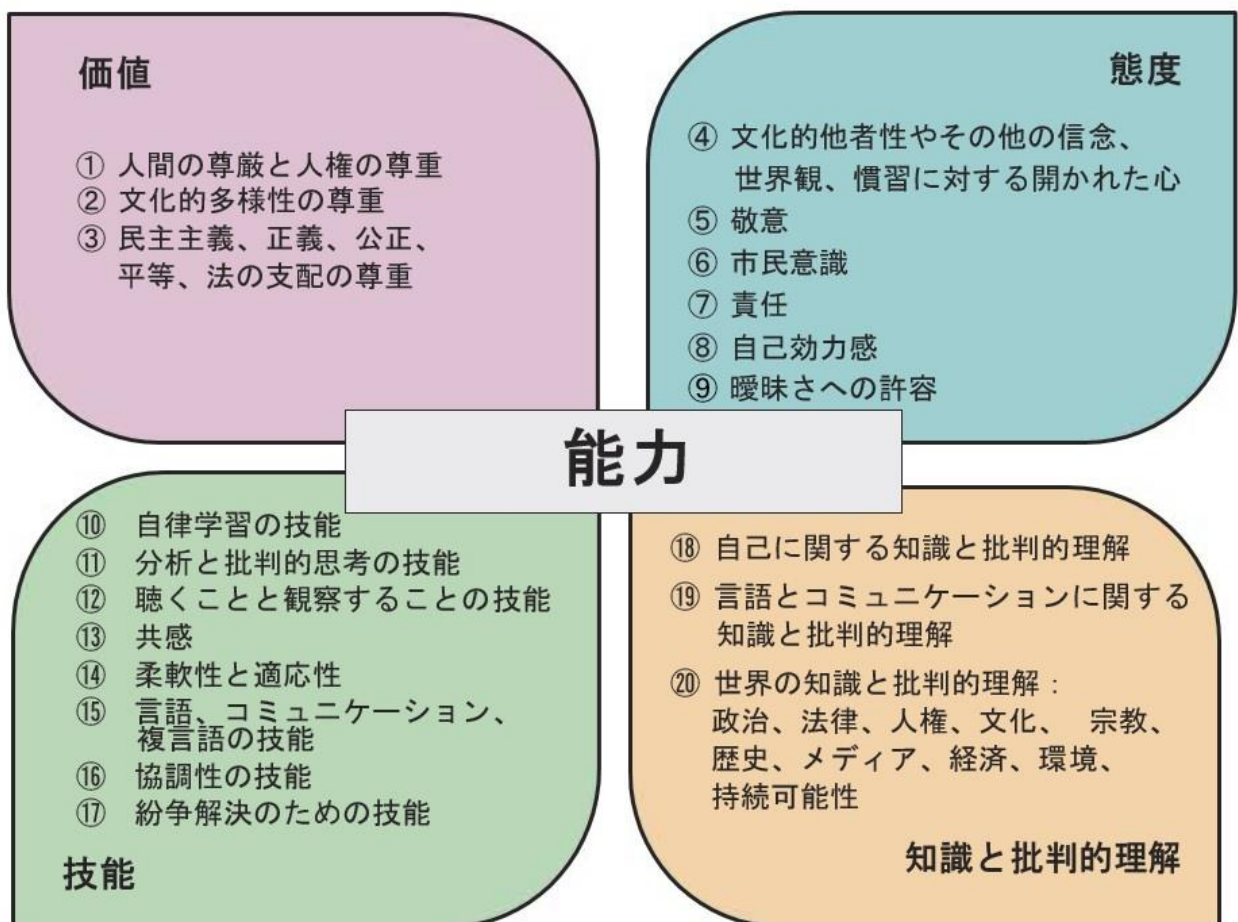 価値
① 人間の尊厳と人権の尊重
② 文化的多様性の尊重
③ 民主主義、正義、公正、
平等、法の支配の尊重
態度
④ 文化的他者性やその他の信念、
世界観、慣習に対する開かれた心
⑤ 敬意
⑥ 市民意識
⑦ 責任
⑧ 自己効力感
⑨ 曖昧さへの許容
能力
⑩ 自律学習の技能
⑪ 分析と批判的思考の技能
⑫ 聴くことと観察することの技能
⑬ 共感
⑭ 柔軟性と適応性
⑮ 言語、コミュニケーション、
複言語の技能
⑯ 協調性の技能
⑰ 紛争解決のための技能
技能
⑱ 自己に関する知識と批判的理解
⑲ 言語とコミュニケーションに関する
知識と批判的理解
⑳ 世界の知識と批判的理解：
政治、法律、人権、文化、 宗教、
歴史、メディア、経済、環境、
持続可能性
知識と批判的理解